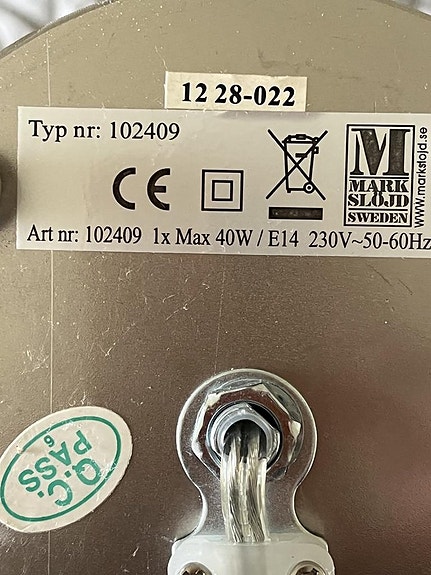 12 28-022
Typ nr: 102409
CE
M
MARK
SLÖJD
SWEDEN
www.markslojd.se
Art nr: 102409 1x Max 40W / E14 230V~50-60Hz
Q.C.
PASS
6